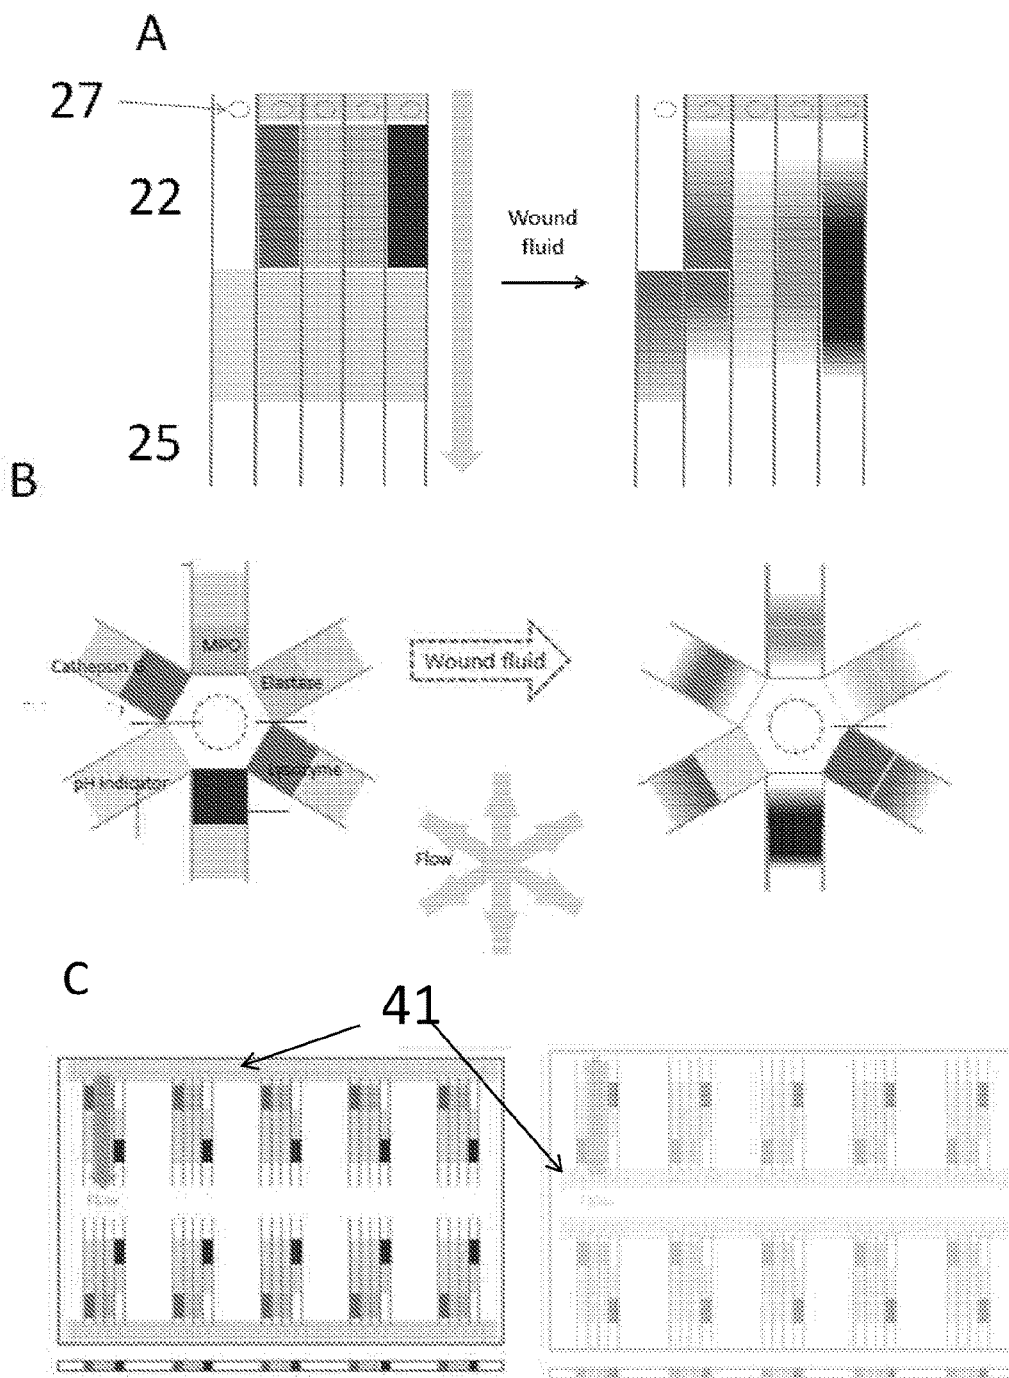 A
27
22
Wound
fluid
25
B
MPO
Cathepsin
Elastase
Wound fluid
pH indicator
Lysozyme
Flow
C
41